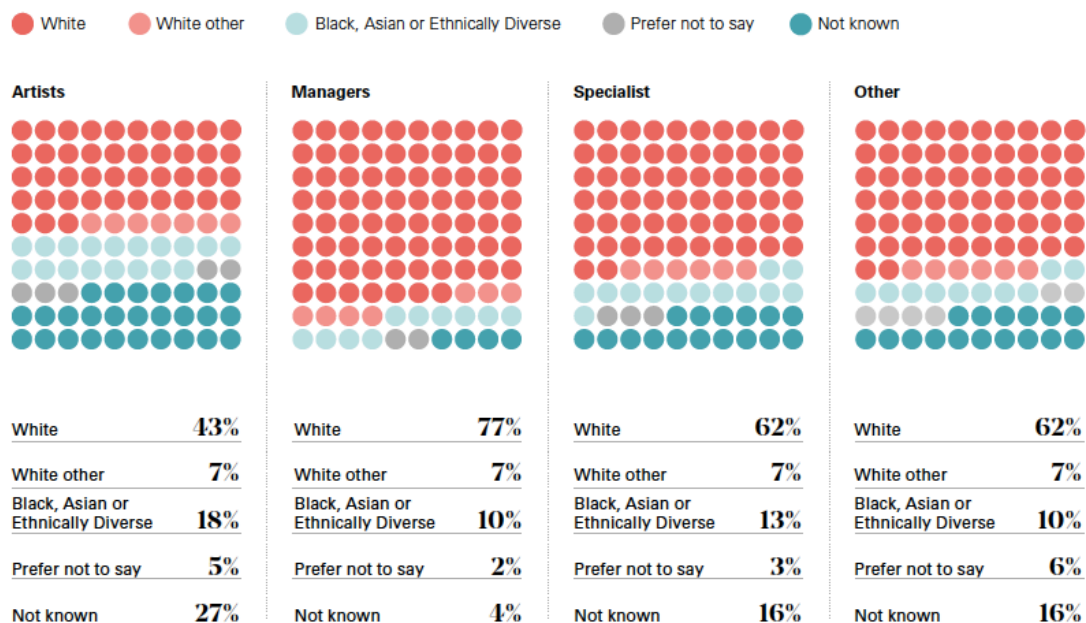 White White other Black, Asian or Ethnically Diverse Prefer not to say Not known
Artists Managers Specialist Other
White 43% White 77% White 62% White 62%
White other 7% White other 7% White other 7% White other 7%
Black, Asian or Black, Asian or Black, Asian or Black, Asian or
Ethnically Diverse 18% Ethnically Diverse 10% Ethnically Diverse 13% Ethnically Diverse 10%
Prefer not to say 5% Prefer not to say 2% Prefer not to say 3% Prefer not to say 6%
Not known 27% Not known 4% Not known 16% Not known 16%